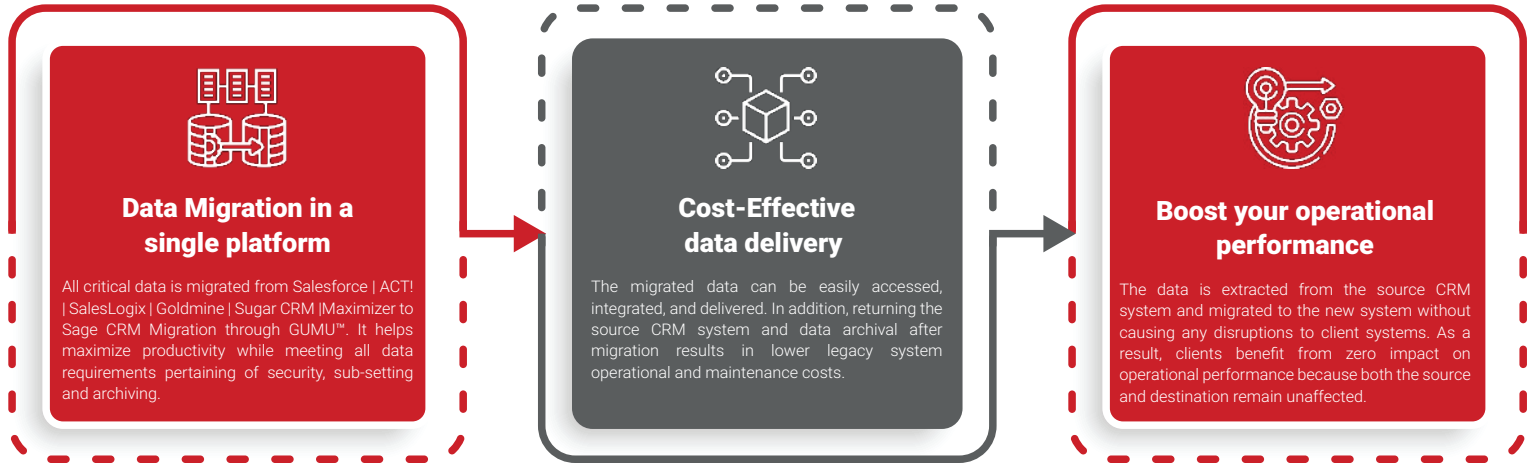 Data Migration in a
single platform
All critical data is migrated from Salesforce | ACT!
| SalesLogix | Goldmine | Sugar CRM |Maximizer to
Sage CRM Migration through GUMU™. It helps
maximize productivity while meeting all data
requirements pertaining of security, sub-setting
and archiving.
Cost-Effective
data delivery
The migrated data can be easily accessed,
integrated, and delivered. In addition, returning the
source CRM system and data archival after
migration results in lower legacy system
operational and maintenance costs.
Boost your operational
performance
The data is extracted from the source CRM
system and migrated to the new system without
causing any disruptions to client systems. As a
result, clients benefit from zero impact on
operational performance because both the source
and destination remain unaffected.